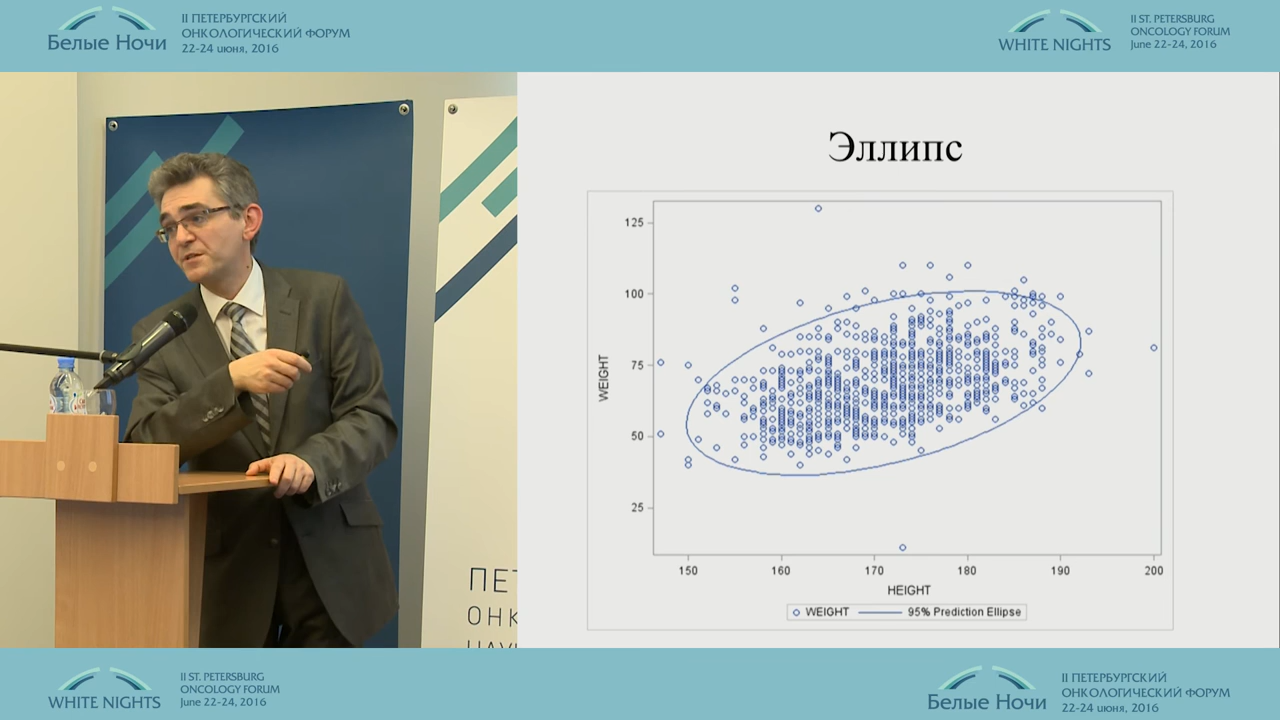 Белые Ночи
II ПЕТЕРБУРГСКИЙ
ОНКОЛОГИЧЕСКИЙ ФОРУМ
22-24 июня, 2016
WHITE NIGHTS
II ST. PETERSBURG
ONCOLOGY FORUM
June 22-24, 2016
Эллипс
125
100
75
50
25
WEIGHT
150
160
170
180
190
200
HEIGHT
WEIGHT
95% Prediction Ellipse
ПЕТ
ОНК
WHITE NIGHTS
II ST. PETERSBURG
ONCOLOGY FORUM
June 22-24, 2016
Белые Ночи
II ПЕТЕРБУРГСКИЙ
ОНКОЛОГИЧЕСКИЙ ФОРУМ
22-24 июня, 2016